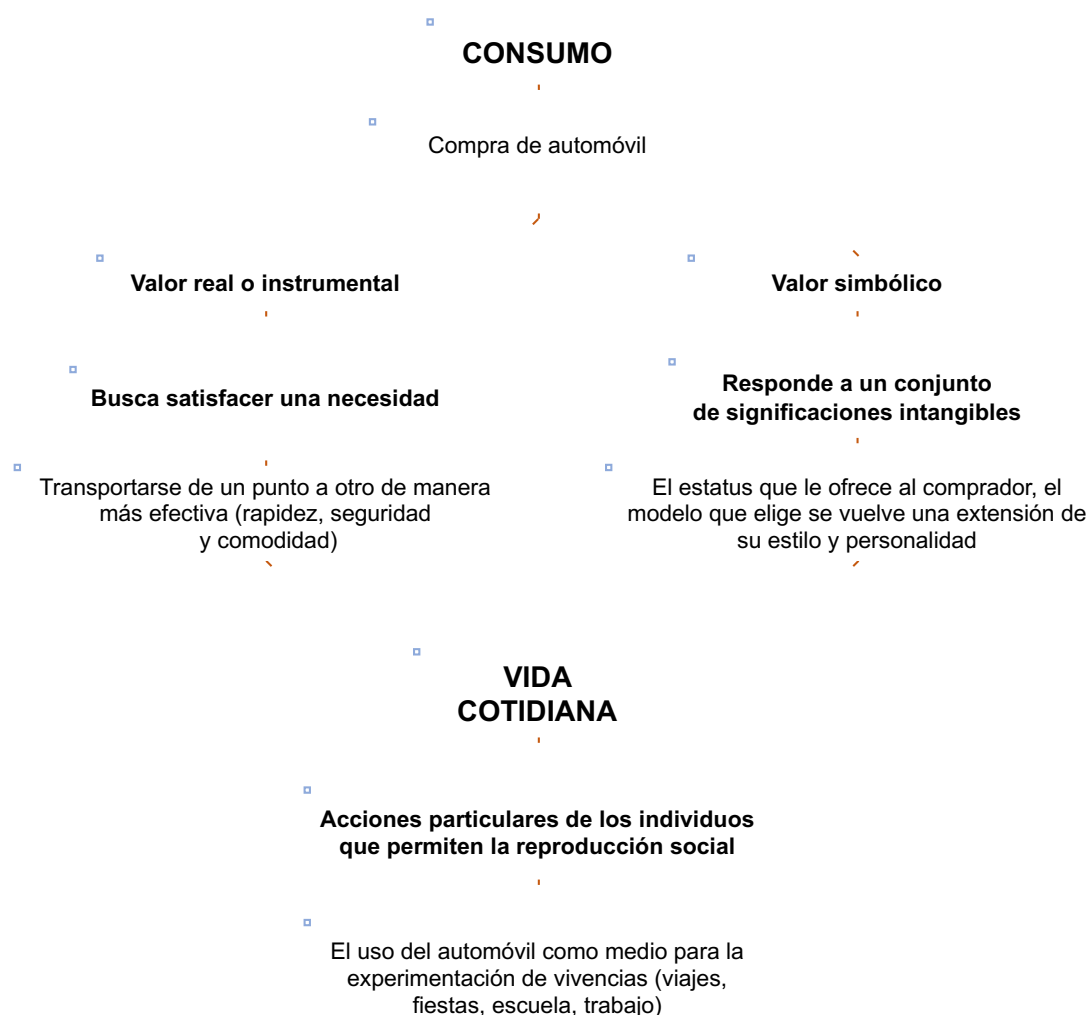 CONSUMO
Compra de automóvil
Valor real o instrumental
Valor simbólico
Busca satisfacer una necesidad
Responde a un conjunto
de significaciones intangibles
Transportarse de un punto a otro de manera
más efectiva (rapidez, seguridad
y comodidad)
El estatus que le ofrece al comprador, el
modelo que elige se vuelve una extensión de
su estilo y personalidad
VIDA
COTIDIANA
Acciones particulares de los individuos
que permiten la reproducción social
El uso del automóvil como medio para la
experimentación de vivencias (viajes,
fiestas, escuela, trabajo)